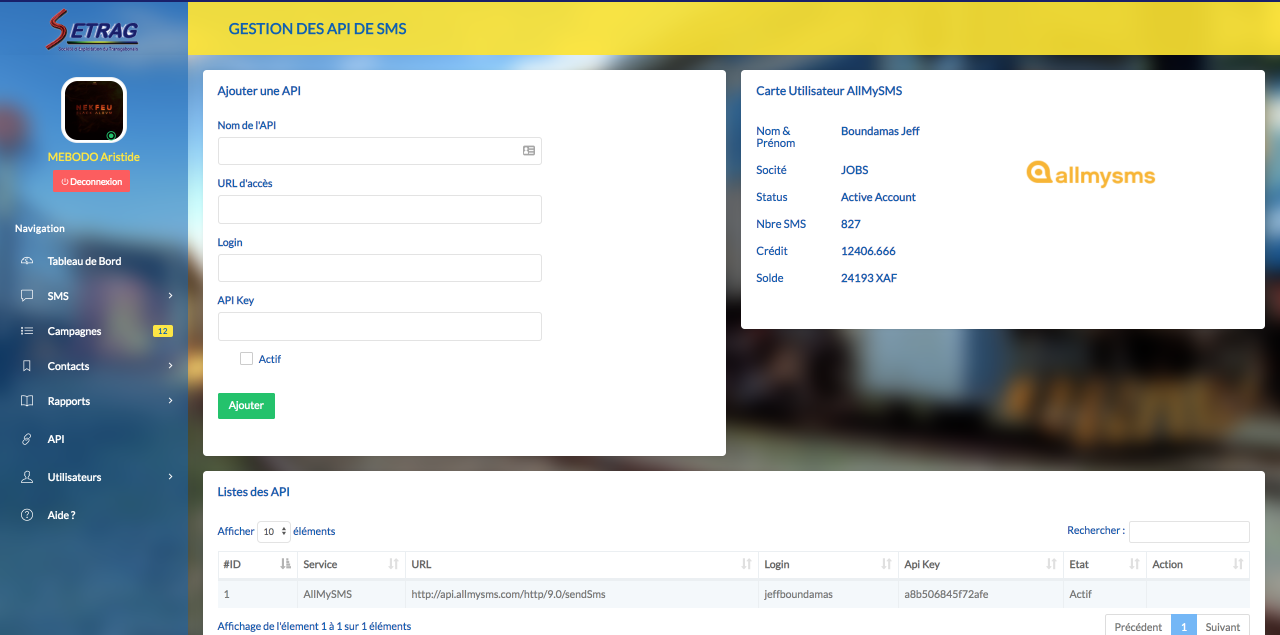 SETRAG
Société d'Exploitation du Transgabonais
NEKFEU
MEBODO Aristide
Deconnexion
Navigation
Tableau de Bord
SMS
Campagnes 12
Contacts
Rapports
API
Utilisateurs
Aide ?
GESTION DES API DE SMS
Ajouter une API
Nom de l'API
URL d'accès
Login
API Key
Actif
Ajouter
Carte Utilisateur AllMySMS
Nom & Prénom Boundamas Jeff
Socité JOBS
Status Active Account
Nbre SMS 827
Crédit 12406.666
Solde 24193 XAF
allmysms
Listes des API
Afficher 10 éléments
Rechercher :
#ID Service URL Login Api Key Etat Action
1 AllMySMS http://api.allmysms.com/http/9.0/sendSms jeffboundamas a8b506845f72afe Actif
Affichage de l'élement 1 à 1 sur 1 éléments
Précédent 1 Suivant